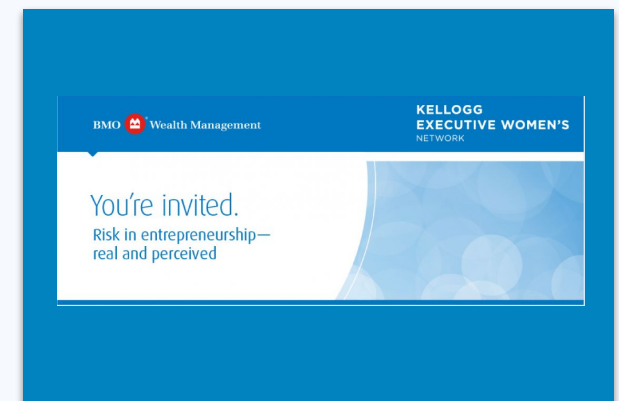 BMO Wealth Management
KELLOGG
EXECUTIVE WOMEN'S
NETWORK
You're invited.
Risk in entrepreneurship—
real and perceived